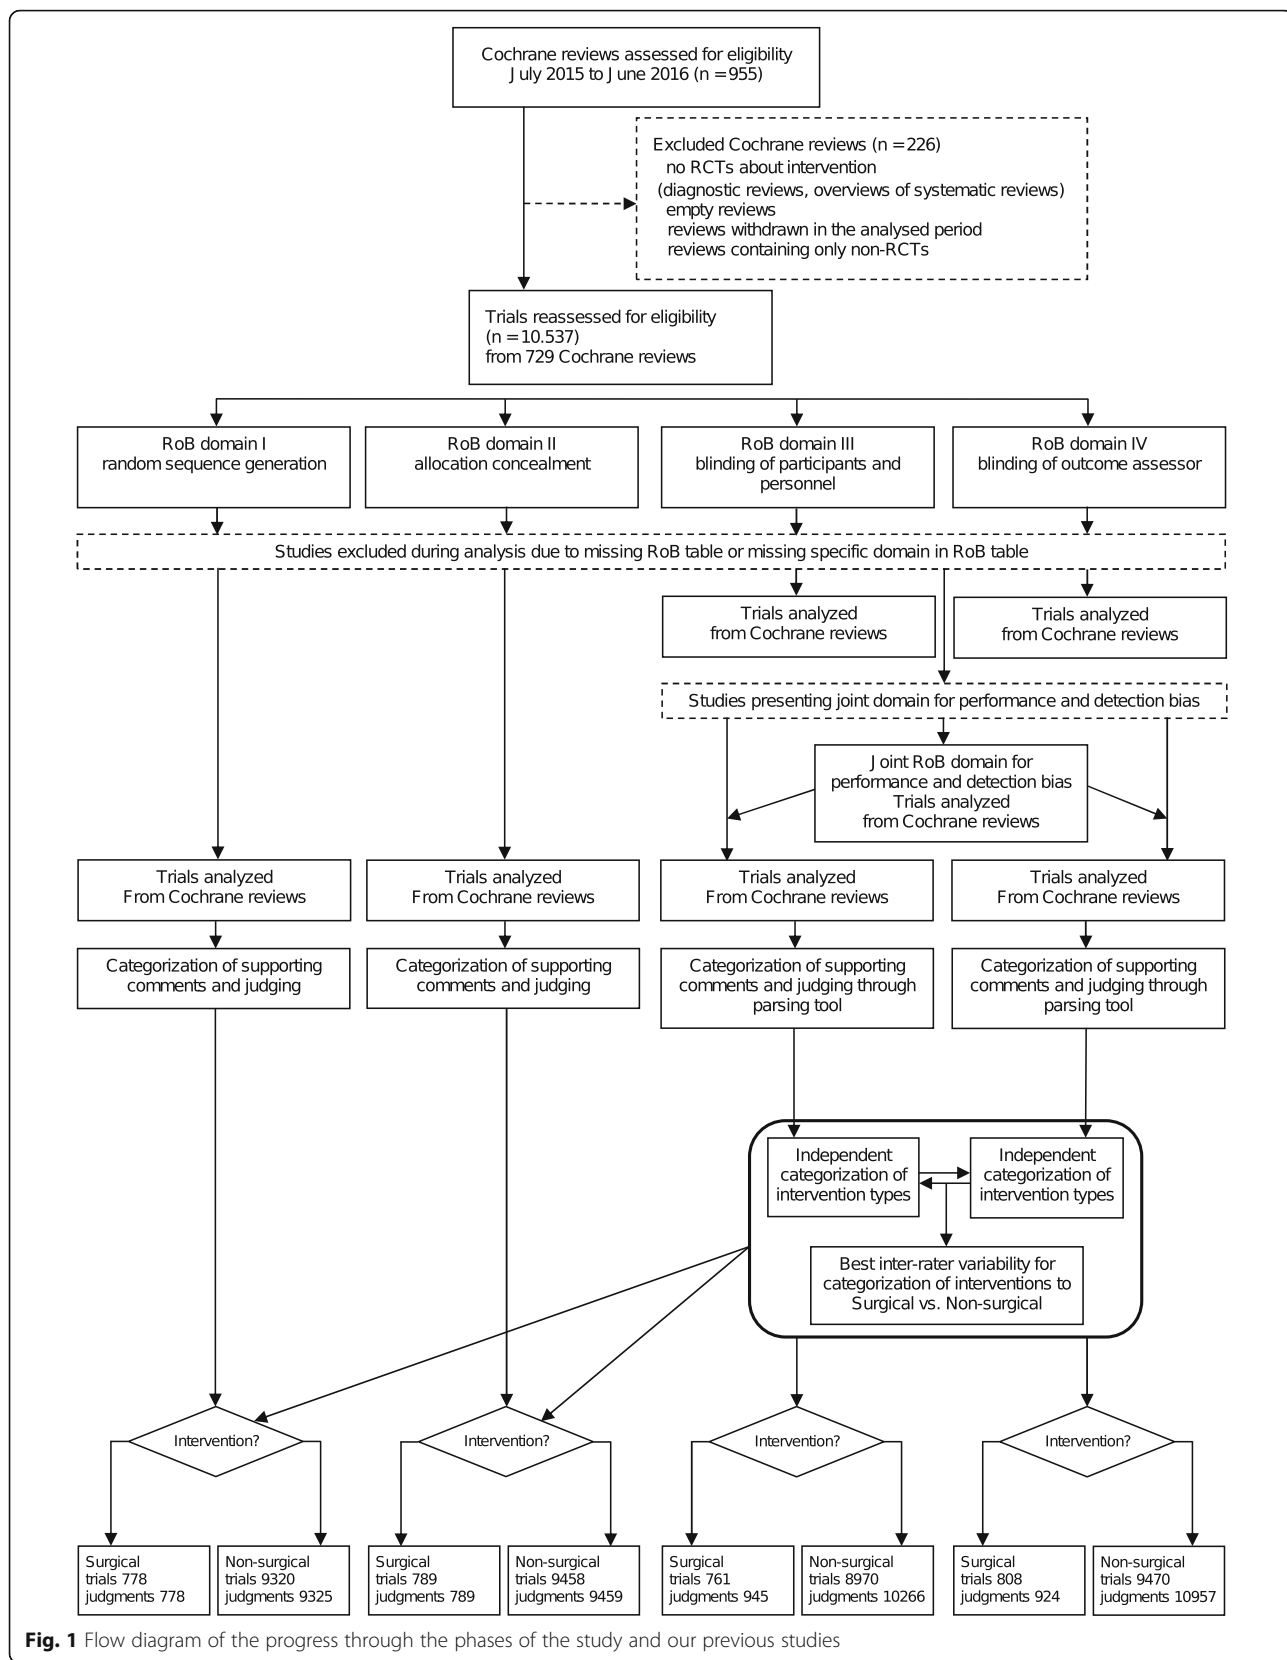 Cochrane reviews assessed for eligibility
July 2015 to June 2016 (n = 955)
Excluded Cochrane reviews (n = 226)
no RCTs about intervention
(diagnostic reviews, overviews of systematic reviews)
empty reviews
reviews withdrawn in the analysed period
reviews containing only non-RCTs
Trials reassessed for eligibility
(n = 10.537)
from 729 Cochrane reviews
RoB domain I
random sequence generation
RoB domain II
allocation concealment
RoB domain III
blinding of participants and
personnel
RoB domain IV
blinding of outcome assessor
Studies excluded during analysis due to missing RoB table or missing specific domain in RoB table
Trials analyzed
from Cochrane reviews
Trials analyzed
from Cochrane reviews
Studies presenting joint domain for performance and detection bias
Joint RoB domain for
performance and detection bias
Trials analyzed
from Cochrane reviews
Trials analyzed
From Cochrane reviews
Trials analyzed
From Cochrane reviews
Trials analyzed
From Cochrane reviews
Trials analyzed
From Cochrane reviews
Categorization of supporting
comments and judging
Categorization of supporting
comments and judging
Categorization of supporting
comments and judging through
parsing tool
Categorization of supporting
comments and judging through
parsing tool
Independent
categorization of
intervention types
Independent
categorization of
intervention types
Best inter-rater variability for
categorization of interventions to
Surgical vs. Non-surgical
Intervention?
Intervention?
Intervention?
Intervention?
Surgical
trials 778
judgments 778
Non-surgical
trials 9320
judgments 9325
Surgical
trials 789
judgments 789
Non-surgical
trials 9458
judgments 9459
Surgical
trials 761
judgments 945
Non-surgical
trials 8970
judgments 10266
Surgical
trials 808
judgments 924
Non-surgical
trials 9470
judgments 10957
Fig. 1 Flow diagram of the progress through the phases of the study and our previous studies